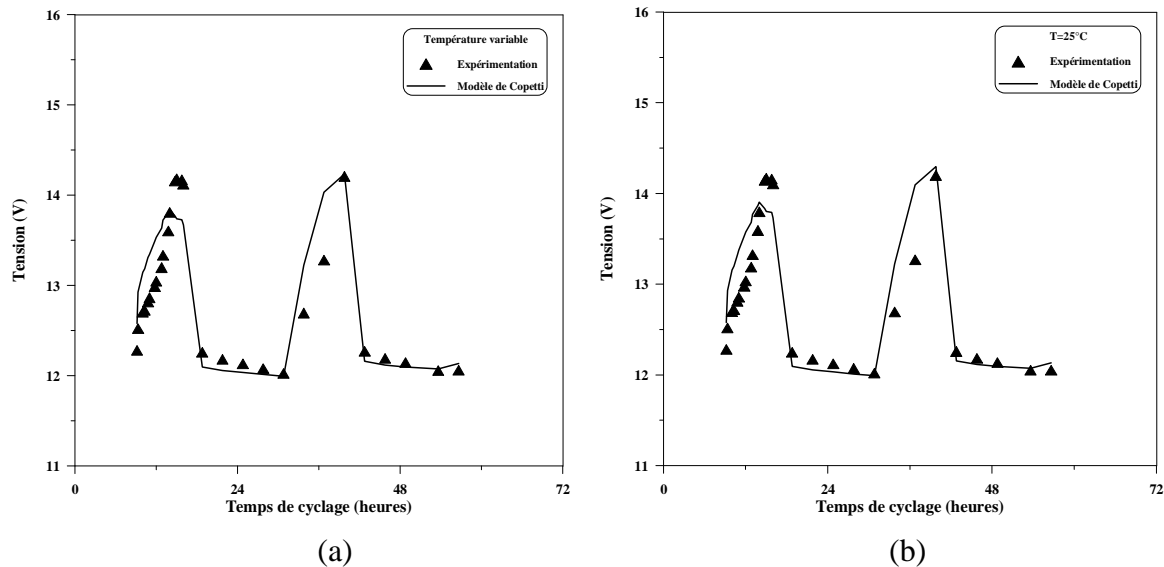 16
15
14
13
12
11
Tension (V)
0
24
48
72
Temps de cyclage (heures)
Température variable
Expérimentation
Modèle de Copetti
(a)
16
15
14
13
12
11
Tension (V)
0
24
48
72
Temps de cyclage (heures)
T=25°C
Expérimentation
Modèle de Copetti
(b)